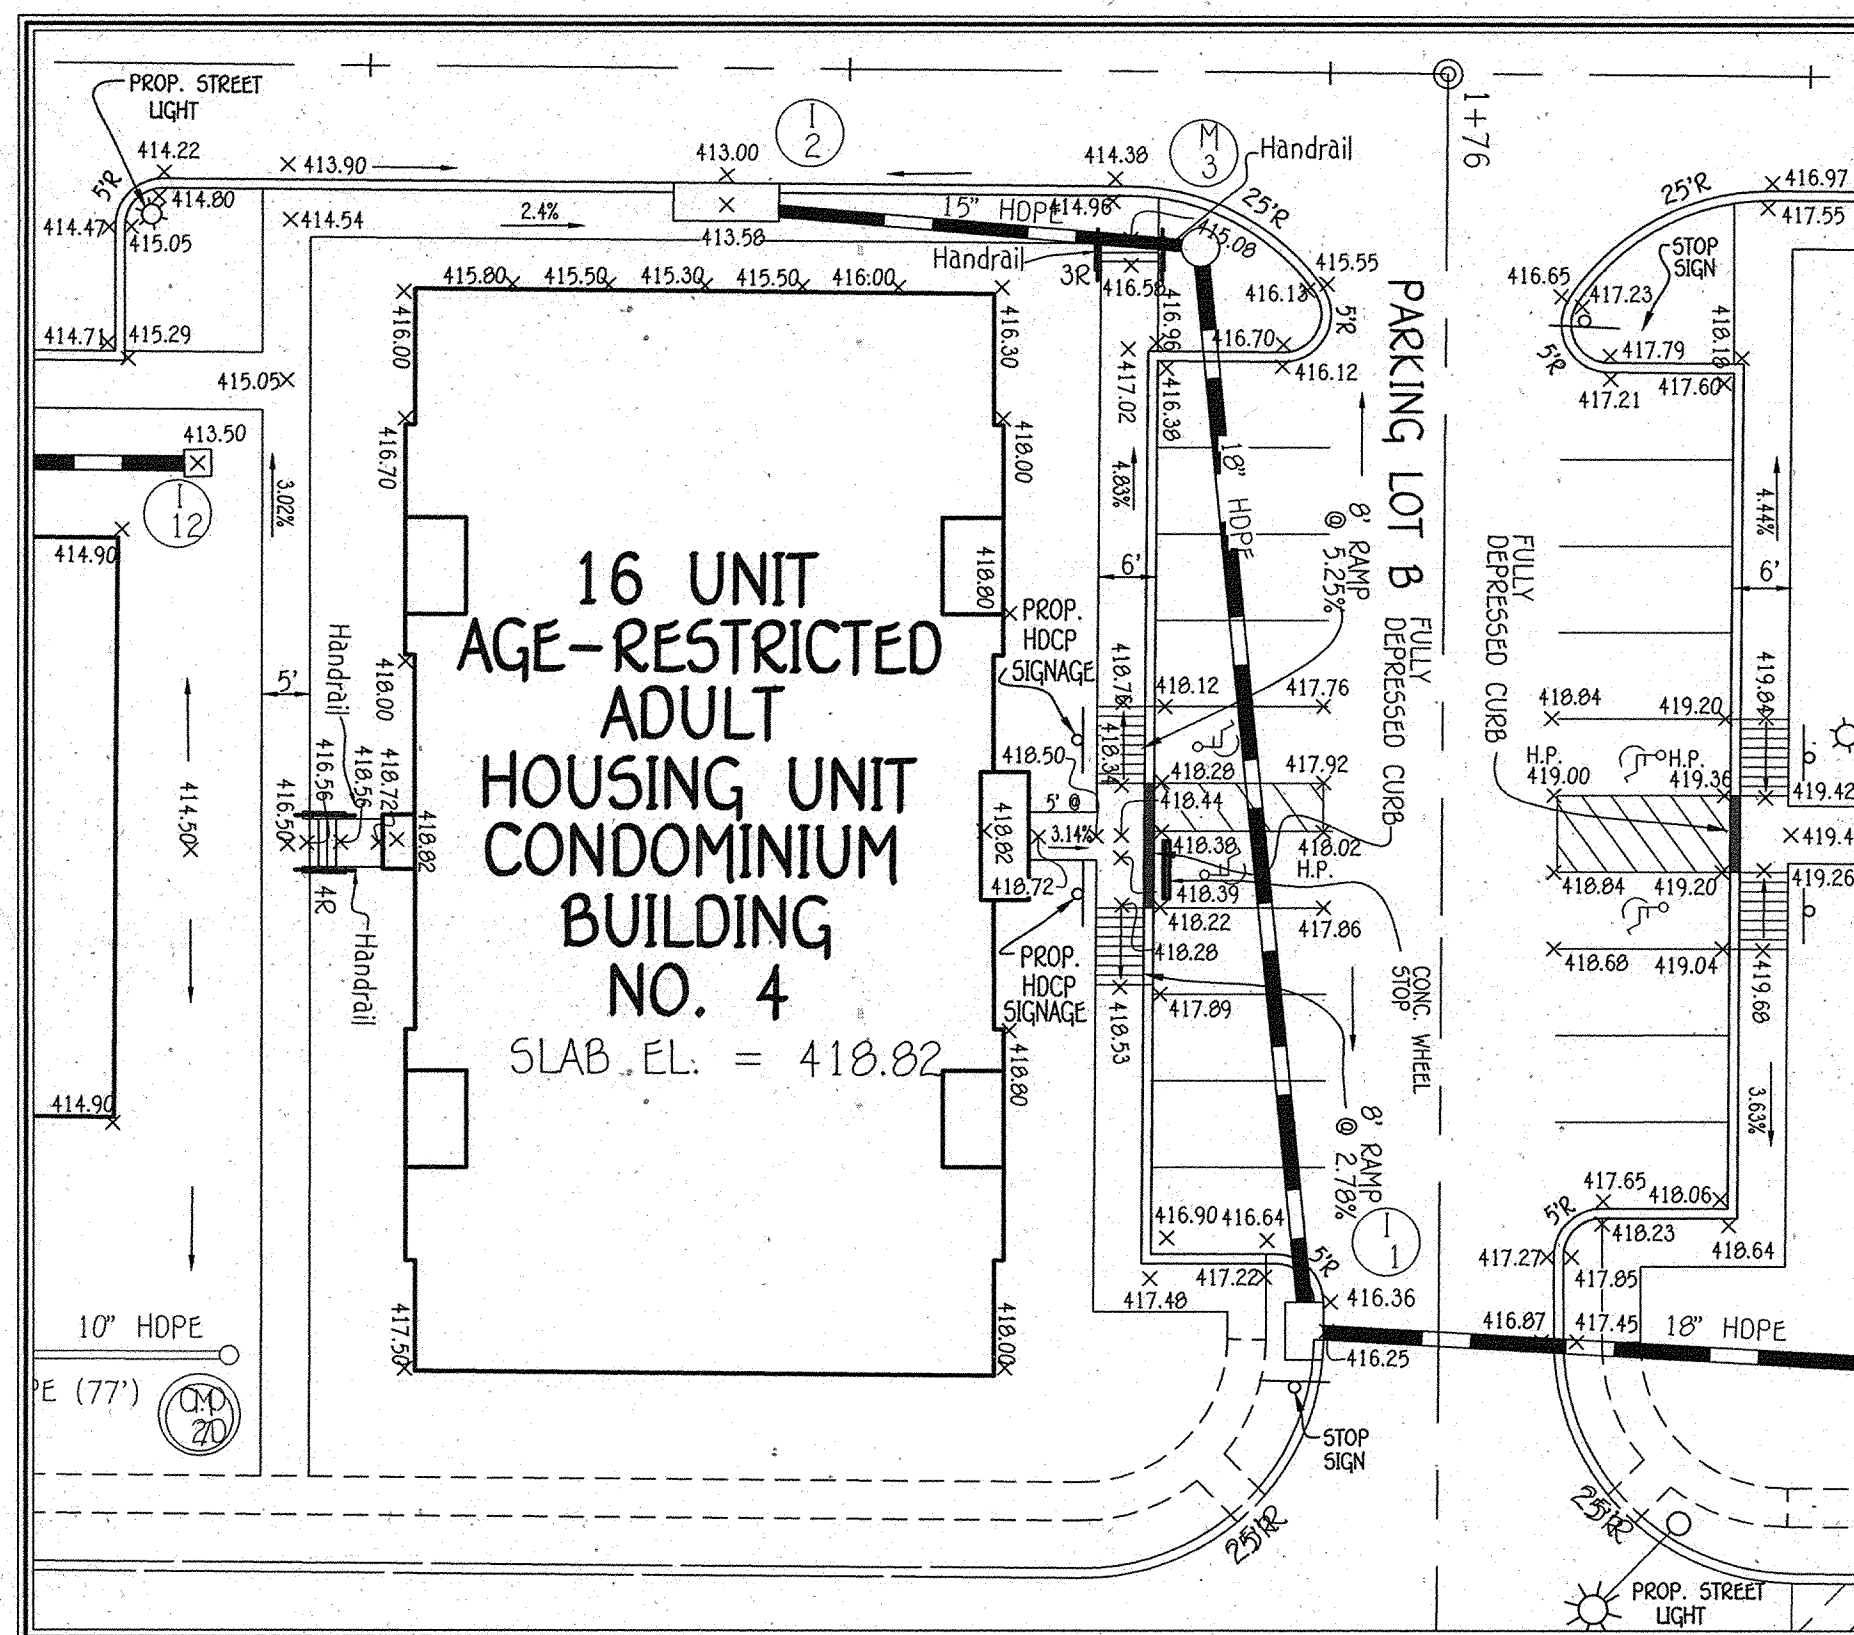 PROP. STREET
LIGHT
414.22
5'R
414.80
414.47
415.05
413.90
414.54
2.4%
413.00
I
2
413.58
15" HDPE
414.38
414.96
M
3
Handrail
25'R
415.08
Handrail
3R
416.58
415.55
416.13
5'R
416.70
416.12
416.96
416.38
417.02
4.83%
1+76
25'R
416.97
417.55
STOP
SIGN
416.65
417.23
5'R
417.79
417.21
417.60
418.18
414.71
415.29
415.05
413.50
I
12
3.02%
414.90
414.90
414.50
5'
415.80
415.50
415.30
415.50
416.00
416.00
416.30
416.70
418.00
418.80
16 UNIT
AGE-RESTRICTED
ADULT
HOUSING UNIT
CONDOMINIUM
BUILDING
NO. 4
SLAB EL. = 418.82
Handrail
418.00
416.50
416.56
418.56
418.72
418.82
4R
Handrail
417.50
418.00
418.80
PROP.
HDCP
SIGNAGE
418.50
5' @
3.14%
418.82
418.72
PROP.
HDCP
SIGNAGE
6'
18" HDPE
8' RAMP
@ 5.25%
PARKING LOT B
FULLY
DEPRESSED CURB
FULLY
DEPRESSED CURB
418.34
418.12
417.76
418.28
417.92
418.44
418.38
418.02
H.P.
418.39
418.22
417.86
418.28
417.89
418.53
CONC. WHEEL
STOP
8' RAMP
@ 2.78%
416.90
416.64
417.22
417.48
5'R
I
1
416.36
416.25
STOP
SIGN
25'R
4.44%
6'
419.84
418.84
419.20
H.P.
419.00
H.P.
419.36
419.42
419.4
418.84
419.20
419.26
418.68
419.04
419.68
3.63%
417.65
418.06
5'R
418.23
418.64
417.27
417.85
416.87
417.45
18" HDPE
25'R
PROP. STREET
LIGHT
10" HDPE
PE (77')